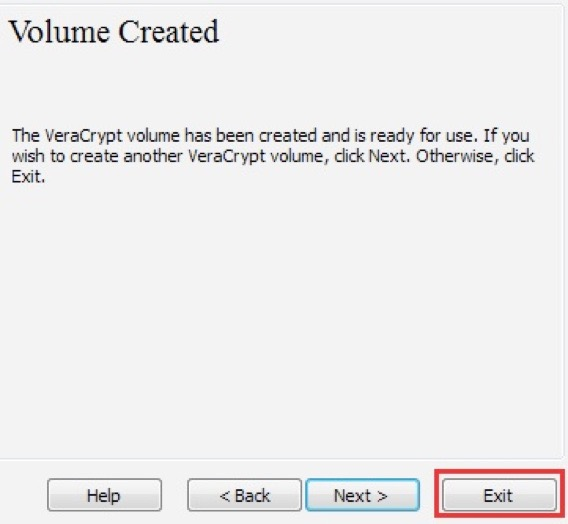 Volume Created
The VeraCrypt volume has been created and is ready for use. If you
wish to create another VeraCrypt volume, click Next. Otherwise, click
Exit.
Help
< Back
Next >
Exit